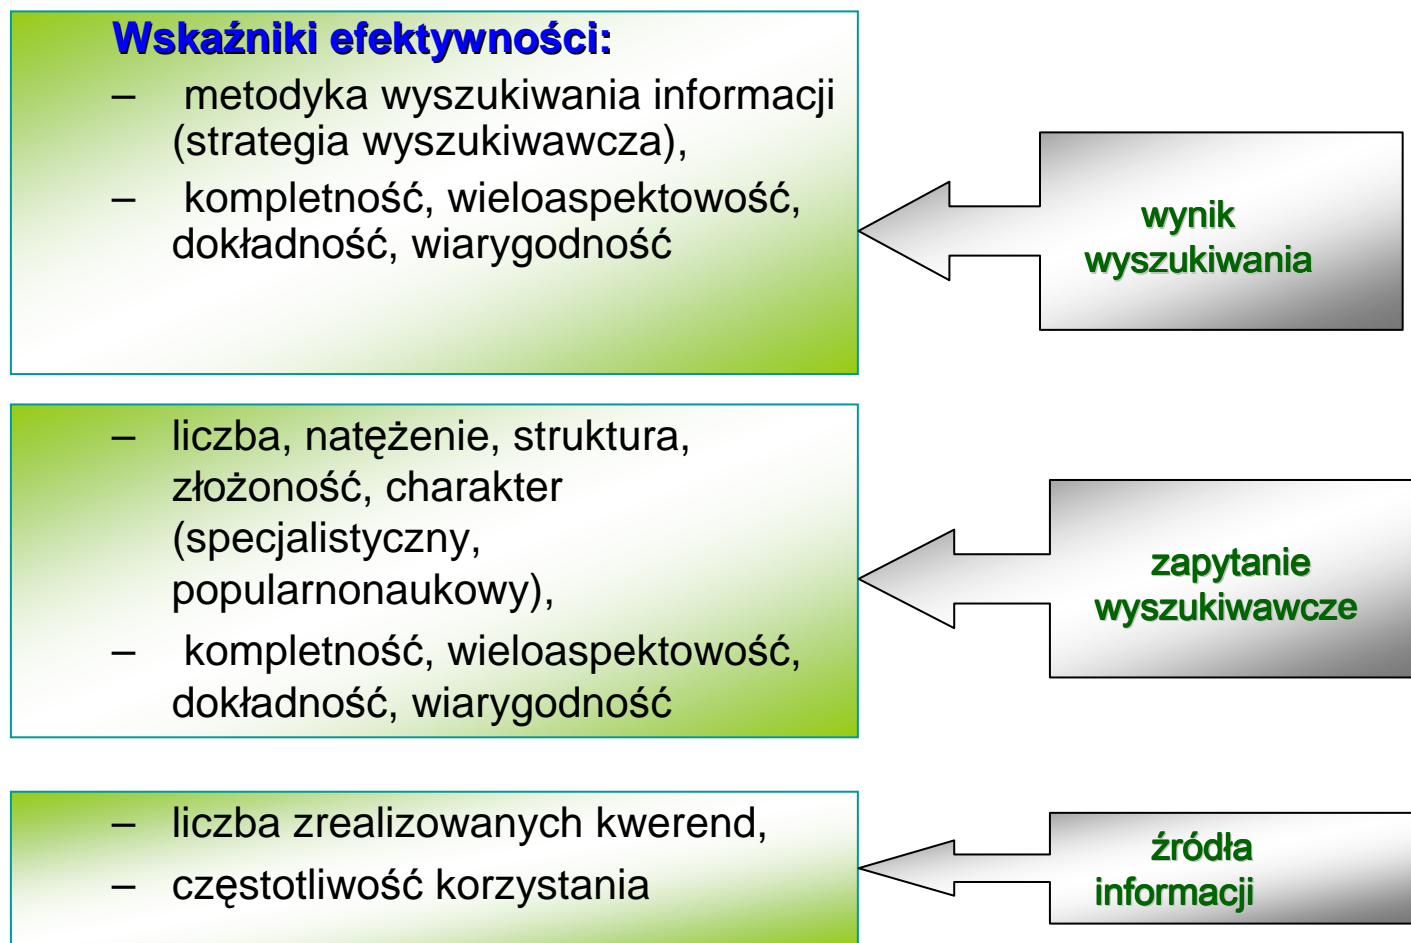 Wskaźniki efektywności:
– metodyka wyszukiwania informacji
(strategia wyszukiwawcza),
– kompletność, wieloaspektowość,
dokładność, wiarygodność
wynik
wyszukiwania
– liczba, natężenie, struktura,
złożoność, charakter
(specjalistyczny,
popularnonaukowy),
– kompletność, wieloaspektowość,
dokładność, wiarygodność
zapytanie
wyszukiwawcze
– liczba zrealizowanych kwerend,
– częstotliwość korzystania
źródła
informacji